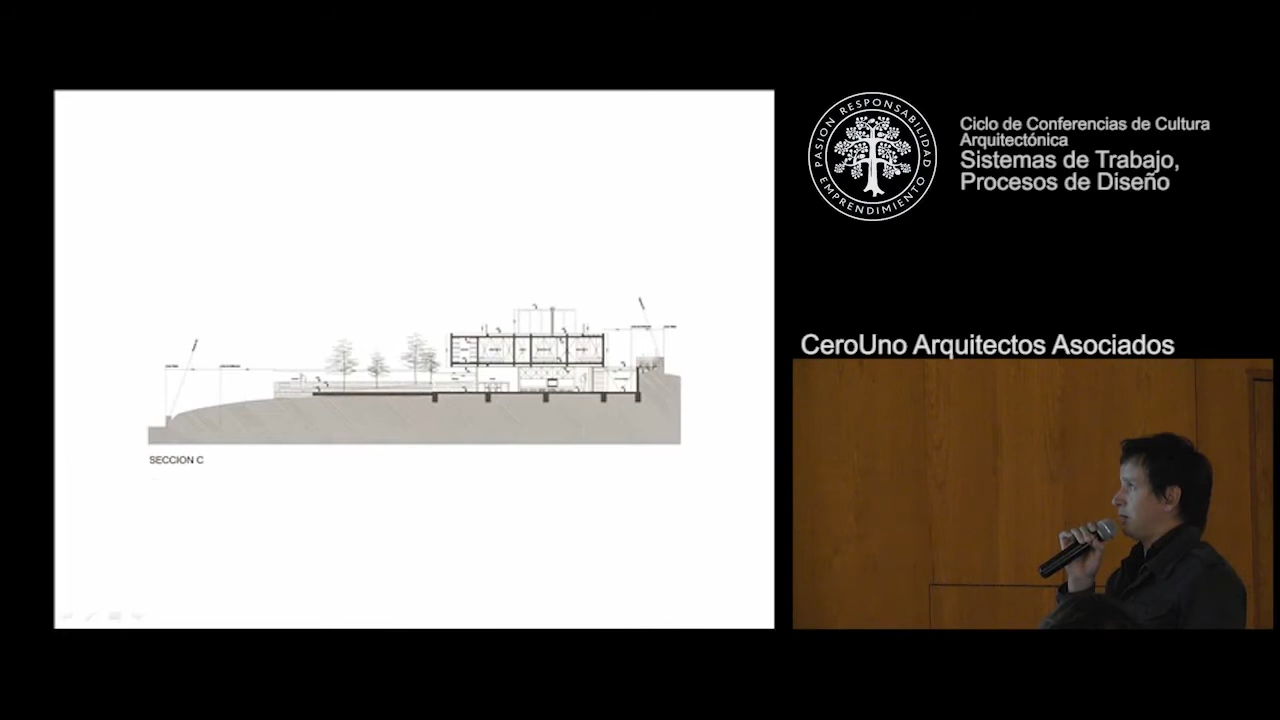 SECCION C
PASION RESPONSABILIDAD
EMPRENDIMIENTO
Ciclo de Conferencias de Cultura
Arquitectónica
Sistemas de Trabajo,
Procesos de Diseño
CeroUno Arquitectos Asociados